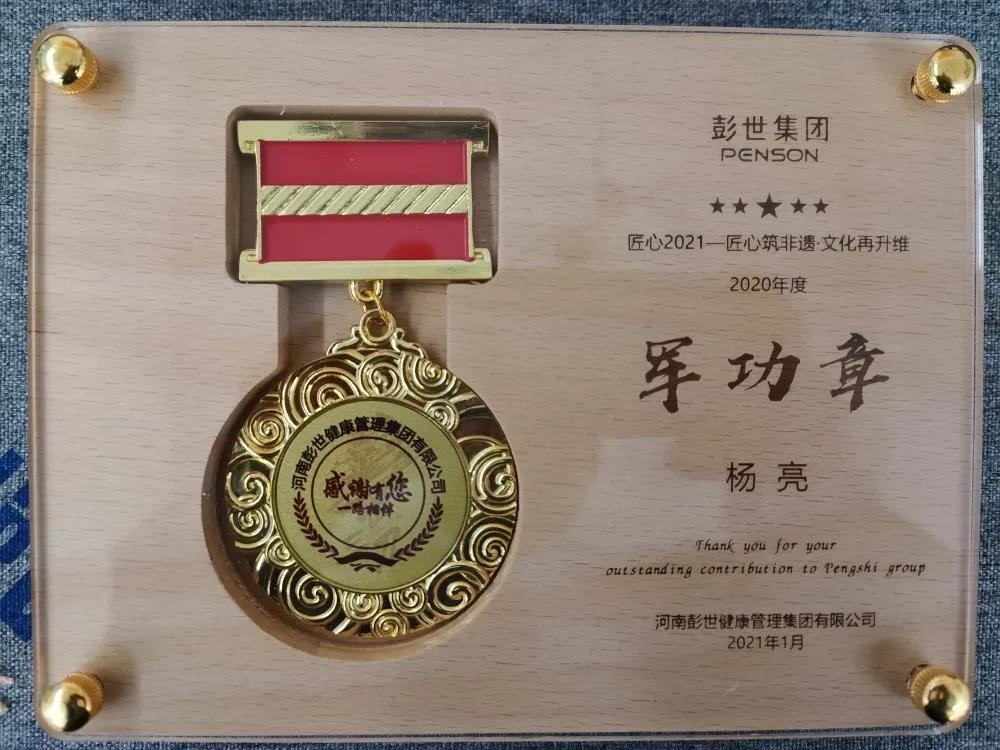 彭世集团
PENSON
匠心2021—匠心筑非遗·文化再升维
2020年度
军功章
杨亮
Thank you for your
outstanding contribution to Pengshi group
河南彭世健康管理集团有限公司
2021年1月
河南彭世健康管理集团有限公司
感谢有您
一路相伴